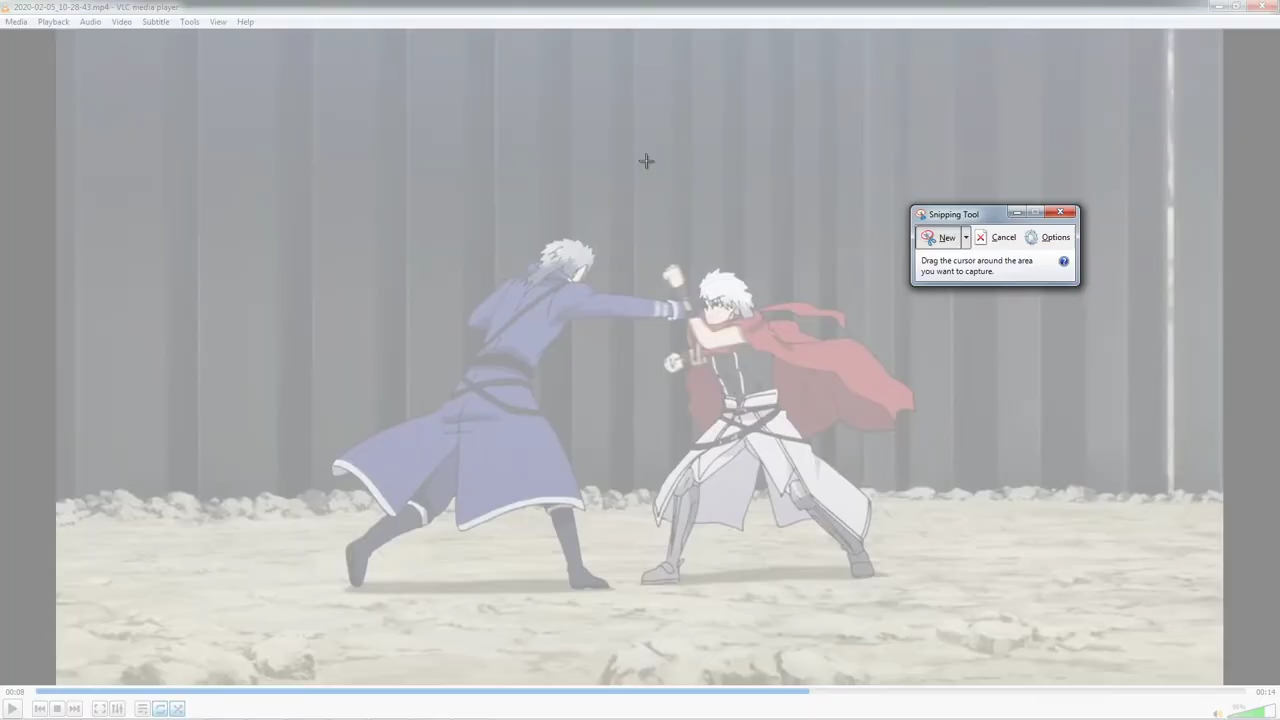 2020-02-05_10-28-43.mp4 - VLC media player
Media Playback Audio Video Subtitle Tools View Help
Snipping Tool
New Cancel Options
Drag the cursor around the area
you want to capture.
00:08 00:14
96%